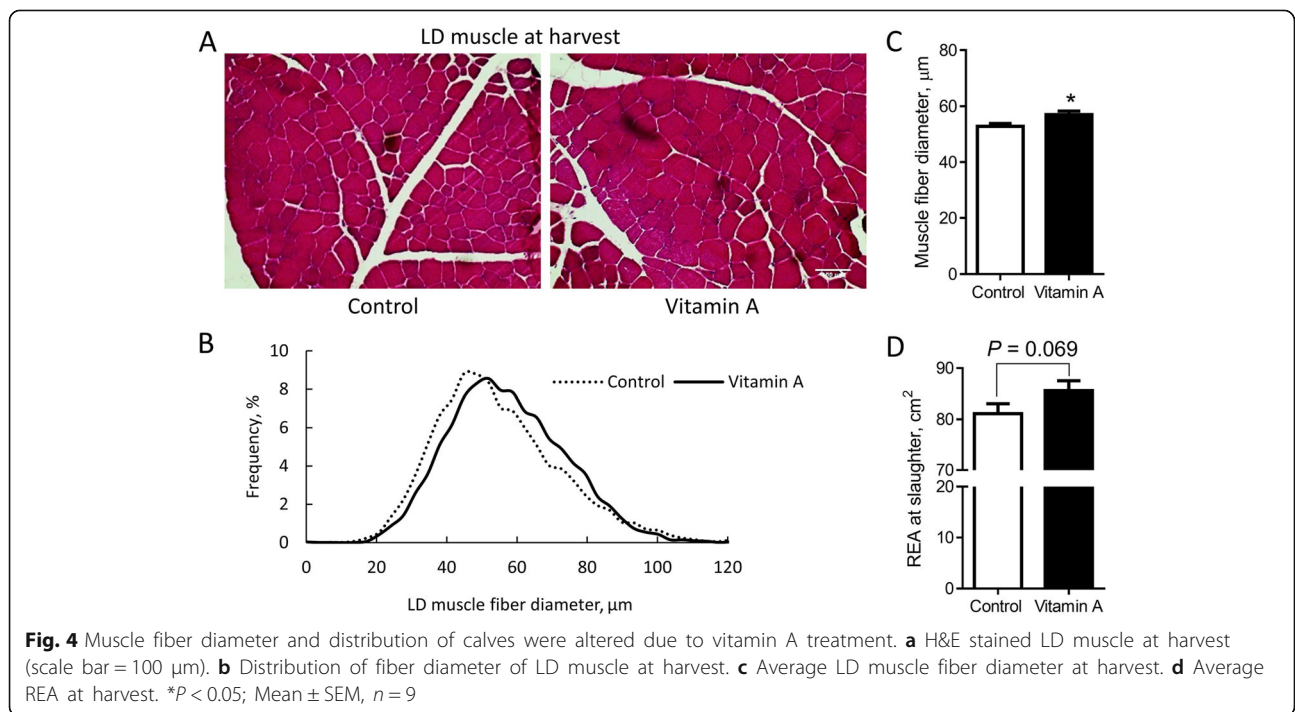 A
LD muscle at harvest
Control
Vitamin A
100 µm
B
10
8
6
4
2
0
Frequency, %
Control
Vitamin A
0 20 40 60 80 100 120
LD muscle fiber diameter, µm
C
80
60
40
20
0
Muscle fiber diameter, µm
*
Control Vitamin A
D
P = 0.069
90
80
70
20
10
0
REA at slaughter, cm²
Control Vitamin A
Fig. 4 Muscle fiber diameter and distribution of calves were altered due to vitamin A treatment. a H&E stained LD muscle at harvest
(scale bar = 100 µm). b Distribution of fiber diameter of LD muscle at harvest. c Average LD muscle fiber diameter at harvest. d Average
REA at harvest. *P < 0.05; Mean ± SEM, n = 9